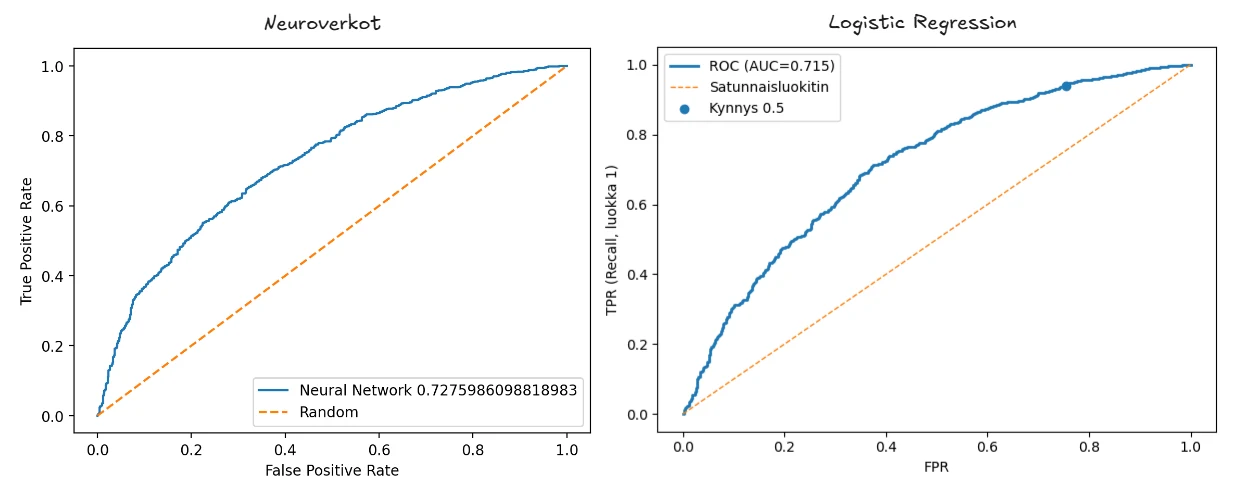 Neuroverkot
1.0
0.8
0.6
0.4
0.2
0.0
True Positive Rate
0.0 0.2 0.4 0.6 0.8 1.0
False Positive Rate
Neural Network 0.7275986098818983
Random
Logistic Regression
1.0
0.8
0.6
0.4
0.2
0.0
TPR (Recall, luokka 1)
ROC (AUC=0.715)
Satunnaisluokitin
Kynnys 0.5
0.0 0.2 0.4 0.6 0.8 1.0
FPR